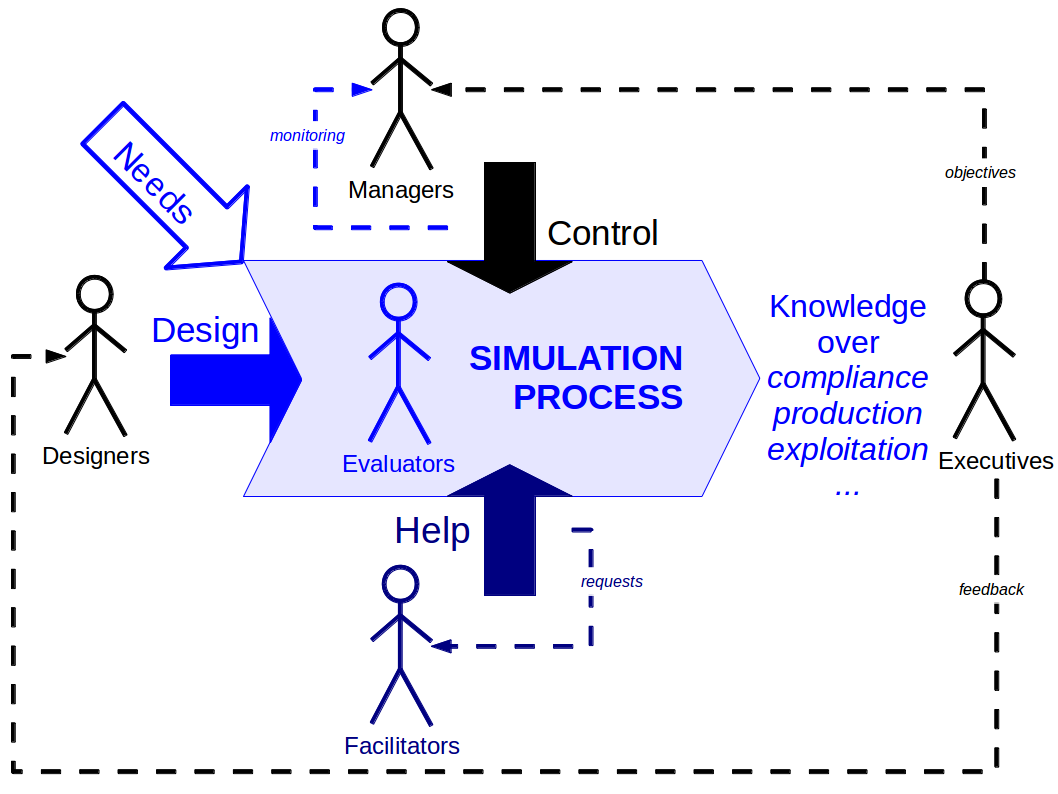 monitoring
Needs
Managers
objectives
Control
Design
Knowledge
over
compliance
production
exploitation
...
SIMULATION
PROCESS
Designers
Evaluators
Executives
Help
requests
feedback
Facilitators